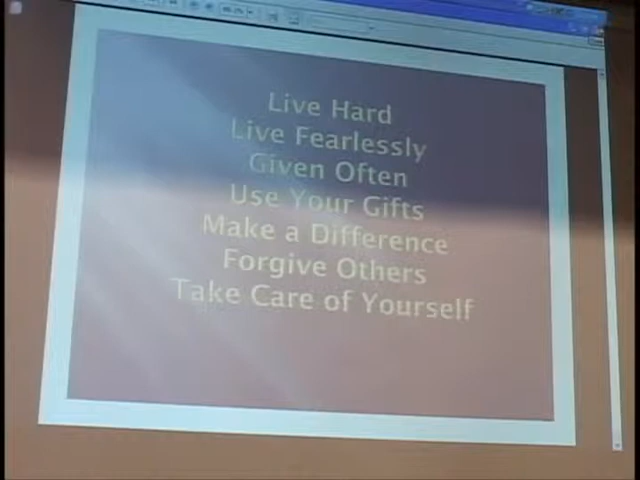 Live Hard
Live Fearlessly
Given Often
Use Your Gifts
Make a Difference
Forgive Others
Take Care of Yourself